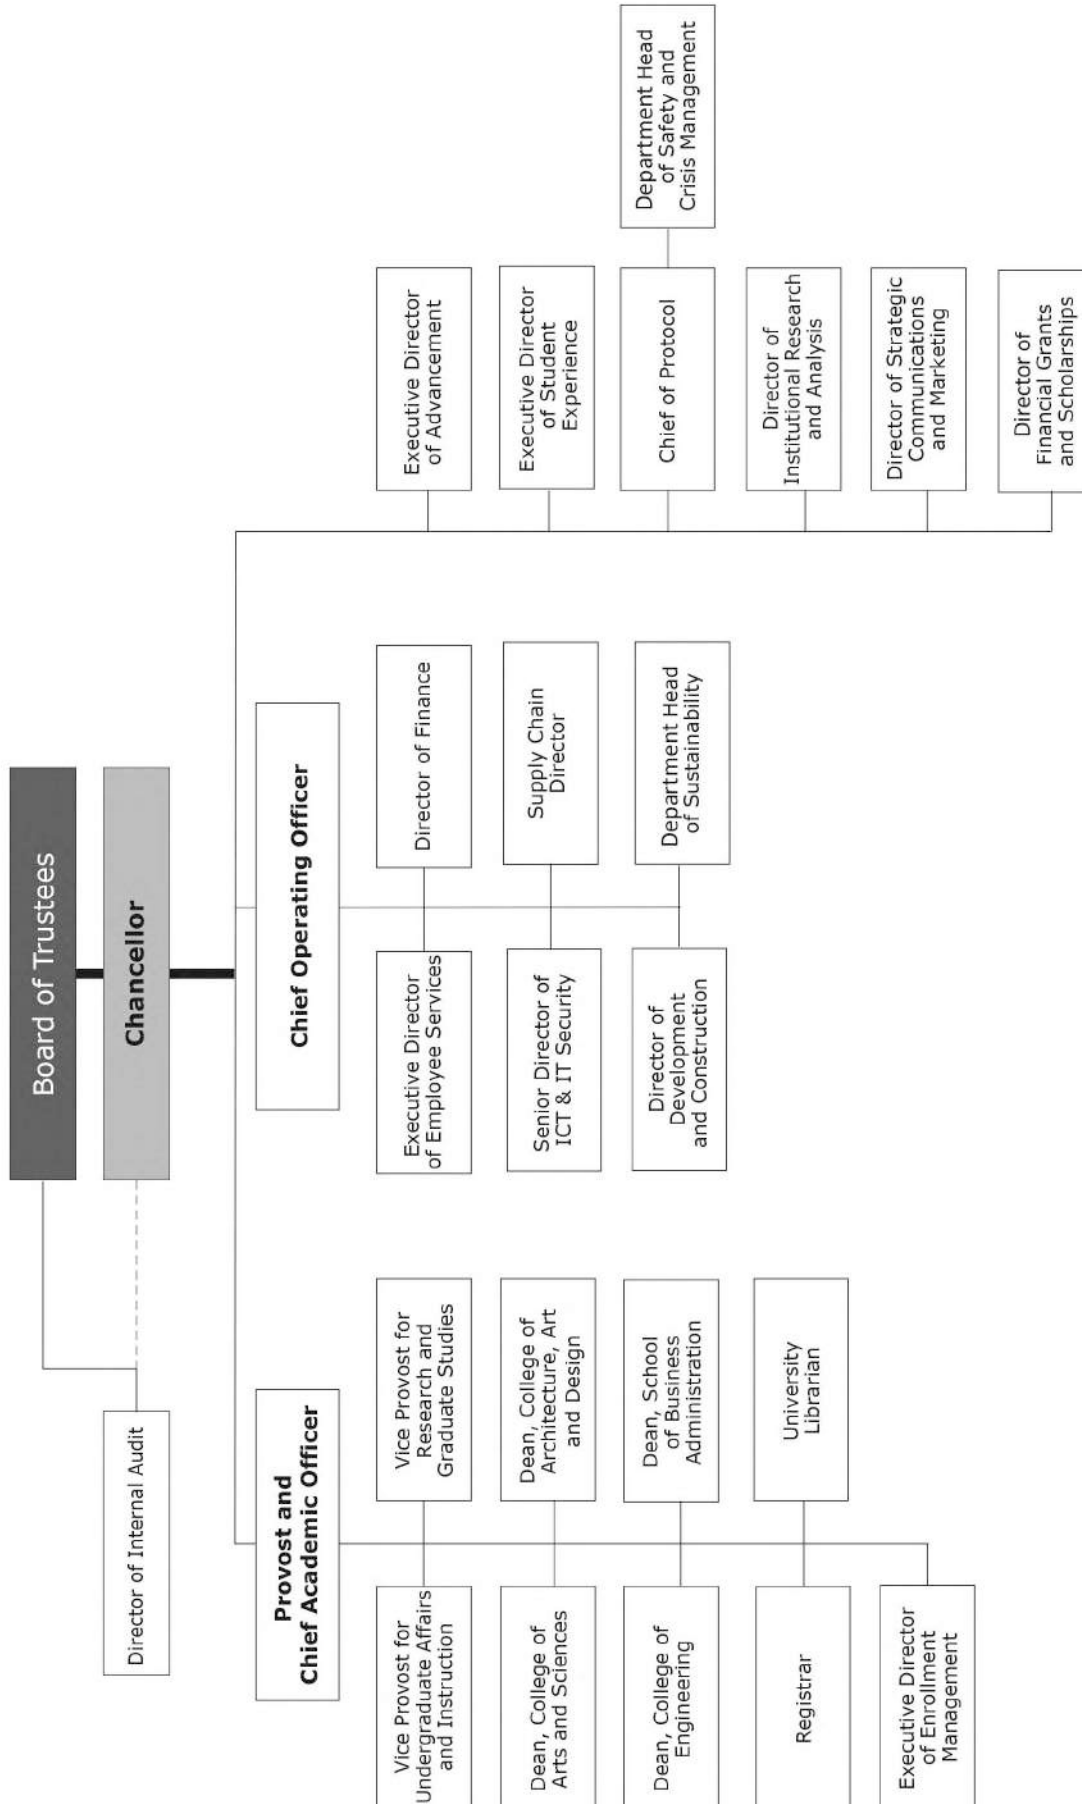 Board of Trustees
Chancellor
Director of Internal Audit
Provost and
Chief Academic Officer
Chief Operating Officer
Vice Provost for
Undergraduate Affairs
and Instruction
Vice Provost for
Research and
Graduate Studies
Dean, College of
Arts and Sciences
Dean, College of
Architecture, Art
and Design
Dean, College of
Engineering
Dean, School
of Business
Administration
Registrar
University
Librarian
Executive Director
of Enrollment
Management
Executive Director
of Employee Services
Director of Finance
Senior Director of
ICT & IT Security
Supply Chain
Director
Director of
Development
and Construction
Department Head
of Sustainability
Executive Director
of Advancement
Executive Director
of Student
Experience
Chief of Protocol
Department Head
of Safety and
Crisis Management
Director of
Institutional Research
and Analysis
Director of Strategic
Communications
and Marketing
Director of
Financial Grants
and Scholarships